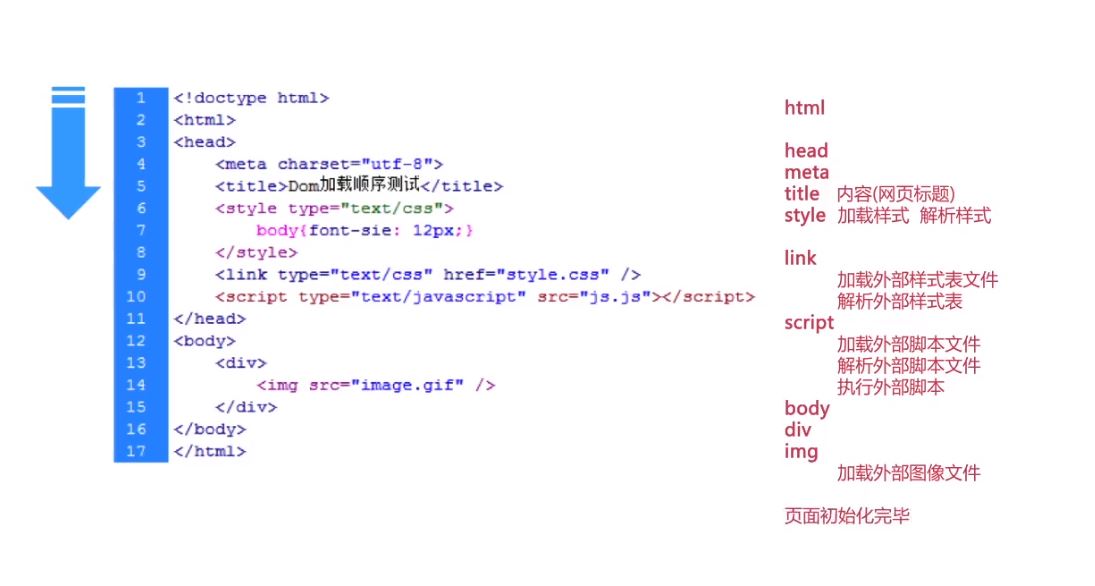 1 <!doctype html>
2 <html>
3 <head>
4 <meta charset="utf-8">
5 <title>Dom加载顺序测试</title>
6 <style type="text/css">
7 body{font-sie: 12px;}
8 </style>
9 <link type="text/css" href="style.css" />
10 <script type="text/javascript" src="js.js"></script>
11 </head>
12 <body>
13 <div>
14 <img src="image.gif" />
15 </div>
16 </body>
17 </html>
html
head
meta
title 内容(网页标题)
style 加载样式 解析样式
link
加载外部样式表文件
解析外部样式表
script
加载外部脚本文件
解析外部脚本文件
执行外部脚本
body
div
img
加载外部图像文件
页面初始化完毕